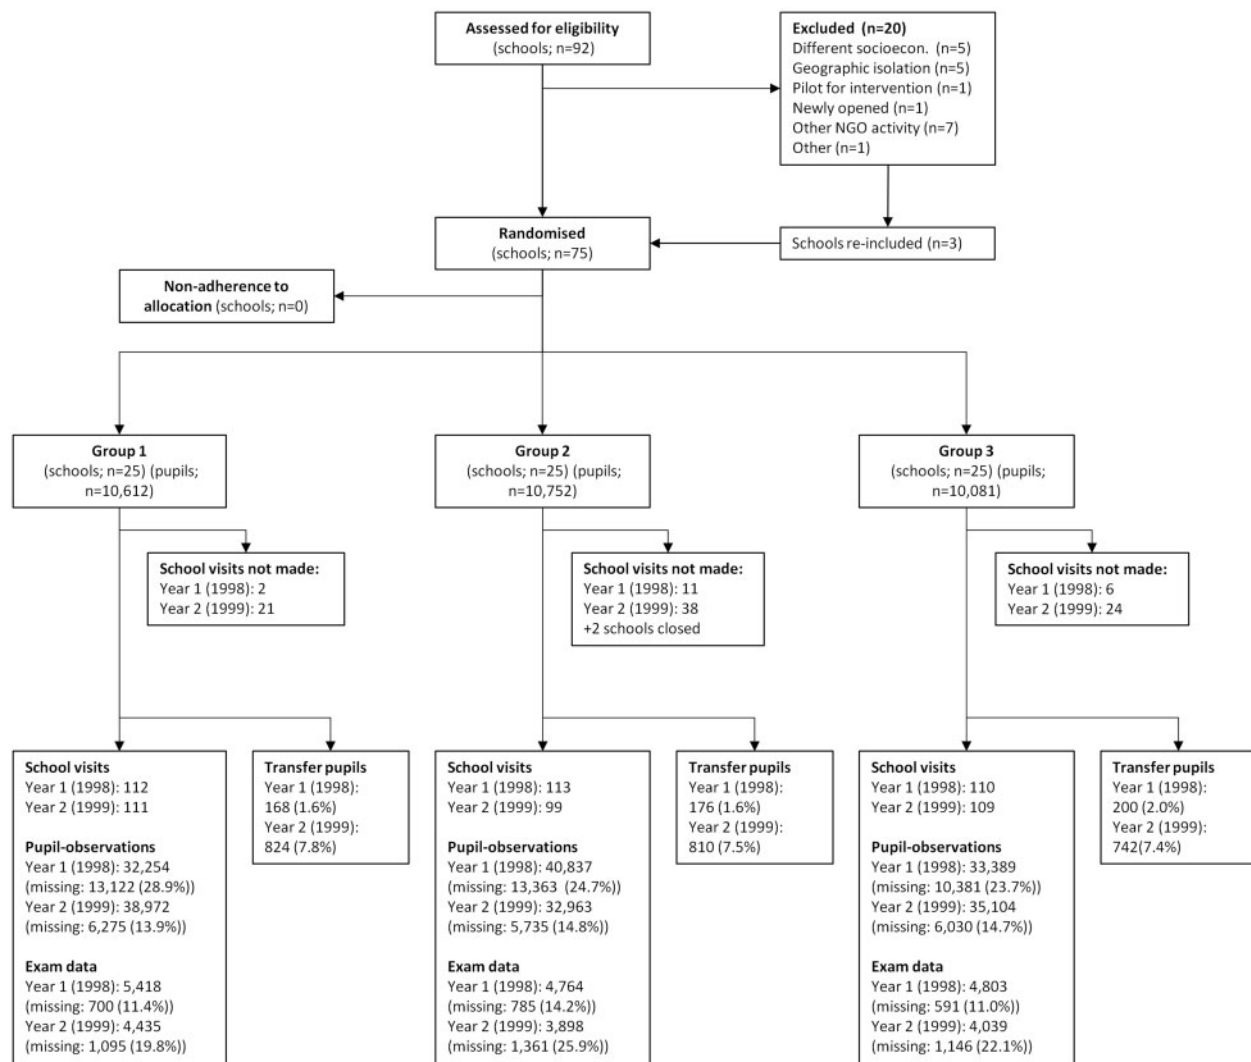 Assessed for eligibility
(schools; n=92)
Excluded (n=20)
Different socioecon. (n=5)
Geographic isolation (n=5)
Pilot for intervention (n=1)
Newly opened (n=1)
Other NGO activity (n=7)
Other (n=1)
Randomised
(schools; n=75)
Schools re-included (n=3)
Non-adherence to
allocation (schools; n=0)
Group 1
(schools; n=25) (pupils;
n=10,612)
Group 2
(schools; n=25) (pupils;
n=10,752)
Group 3
(schools; n=25) (pupils;
n=10,081)
School visits not made:
Year 1 (1998): 2
Year 2 (1999): 21
School visits not made:
Year 1 (1998): 11
Year 2 (1999): 38
+2 schools closed
School visits not made:
Year 1 (1998): 6
Year 2 (1999): 24
School visits
Year 1 (1998): 112
Year 2 (1999): 111
Pupil-observations
Year 1 (1998): 32,254
(missing: 13,122 (28.9%))
Year 2 (1999): 38,972
(missing: 6,275 (13.9%))
Exam data
Year 1 (1998): 5,418
(missing: 700 (11.4%))
Year 2 (1999): 4,435
(missing: 1,095 (19.8%))
Transfer pupils
Year 1 (1998):
168 (1.6%)
Year 2 (1999):
824 (7.8%)
School visits
Year 1 (1998): 113
Year 2 (1999): 99
Pupil-observations
Year 1 (1998): 40,837
(missing: 13,363 (24.7%))
Year 2 (1999): 32,963
(missing: 5,735 (14.8%))
Exam data
Year 1 (1998): 4,764
(missing: 785 (14.2%))
Year 2 (1999): 3,898
(missing: 1,361 (25.9%))
Transfer pupils
Year 1 (1998):
176 (1.6%)
Year 2 (1999):
810 (7.5%)
School visits
Year 1 (1998): 110
Year 2 (1999): 109
Pupil-observations
Year 1 (1998): 33,389
(missing: 10,381 (23.7%))
Year 2 (1999): 35,104
(missing: 6,030 (14.7%))
Exam data
Year 1 (1998): 4,803
(missing: 591 (11.0%))
Year 2 (1999): 4,039
(missing: 1,146 (22.1%))
Transfer pupils
Year 1 (1998):
200 (2.0%)
Year 2 (1999):
742(7.4%)